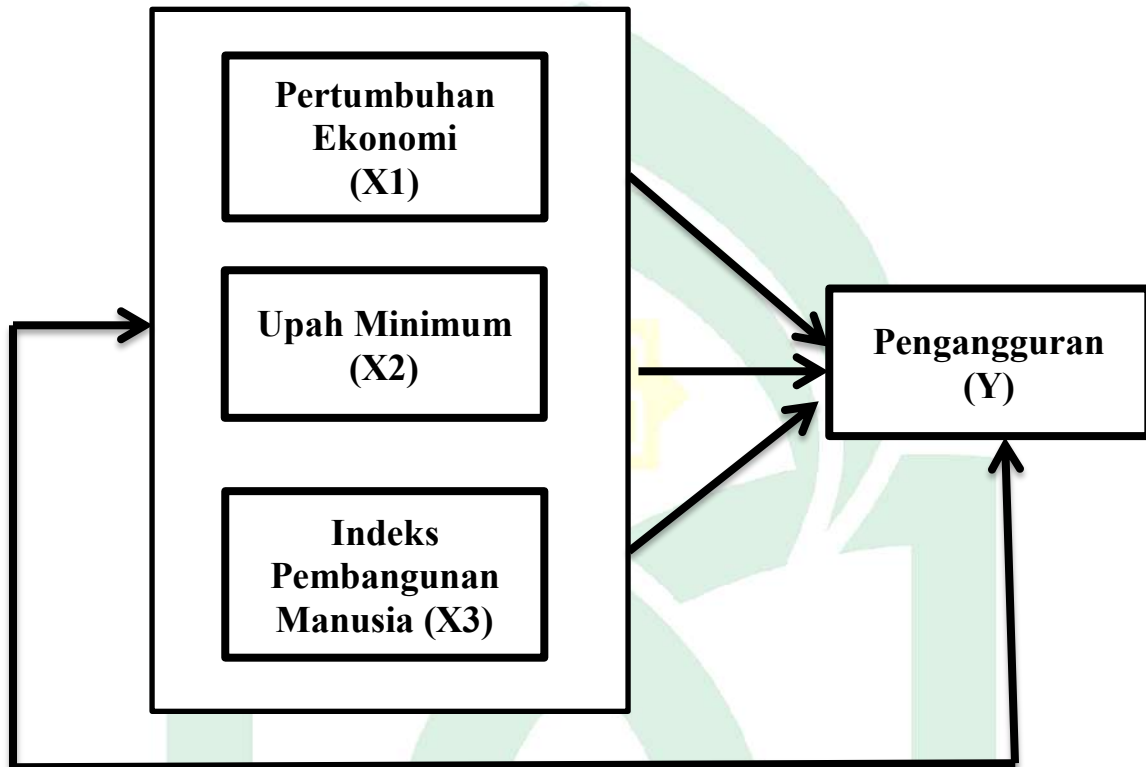 Pertumbuhan
Ekonomi
(X1)
Upah Minimum
(X2)
Indeks
Pembangunan
Manusia (X3)
Pengangguran
(Y)